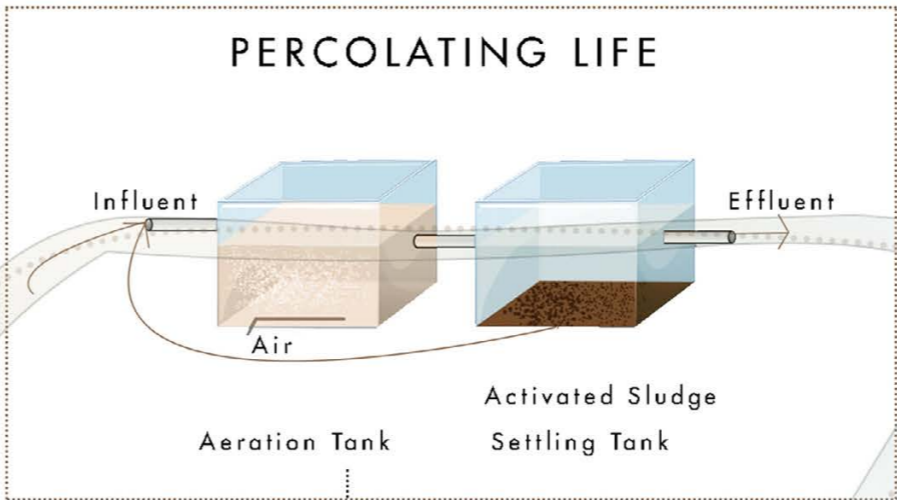 PERCOLATING LIFE
Influent
Effluent
Air
Activated Sludge
Aeration Tank
Settling Tank